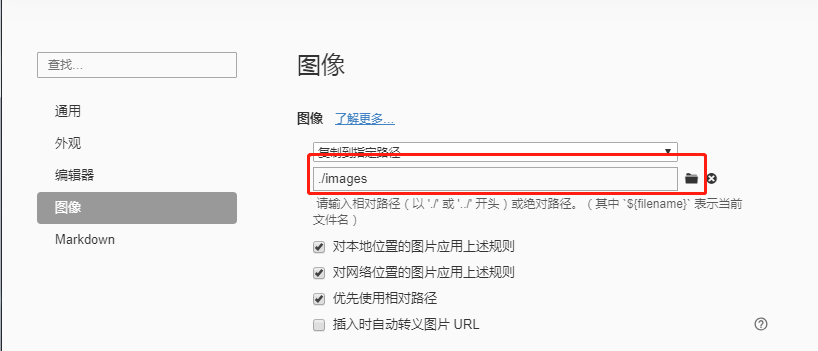 图像
查找...
通用
外观
编辑器
图像
Markdown
图像 了解更多...
复制到指定路径
./images
请输入相对路径（以 './' 或 '../' 开头）或绝对路径。（其中 `${filename}` 表示当前
文件名）
对本地位置的图片应用上述规则
对网络位置的图片应用上述规则
优先使用相对路径
插入时自动转义图片 URL